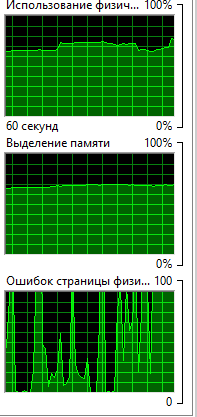 Использование физич... 100%
60 секунд 0%
Выделение памяти 100%
0%
Ошибок страницы физи... 100
0